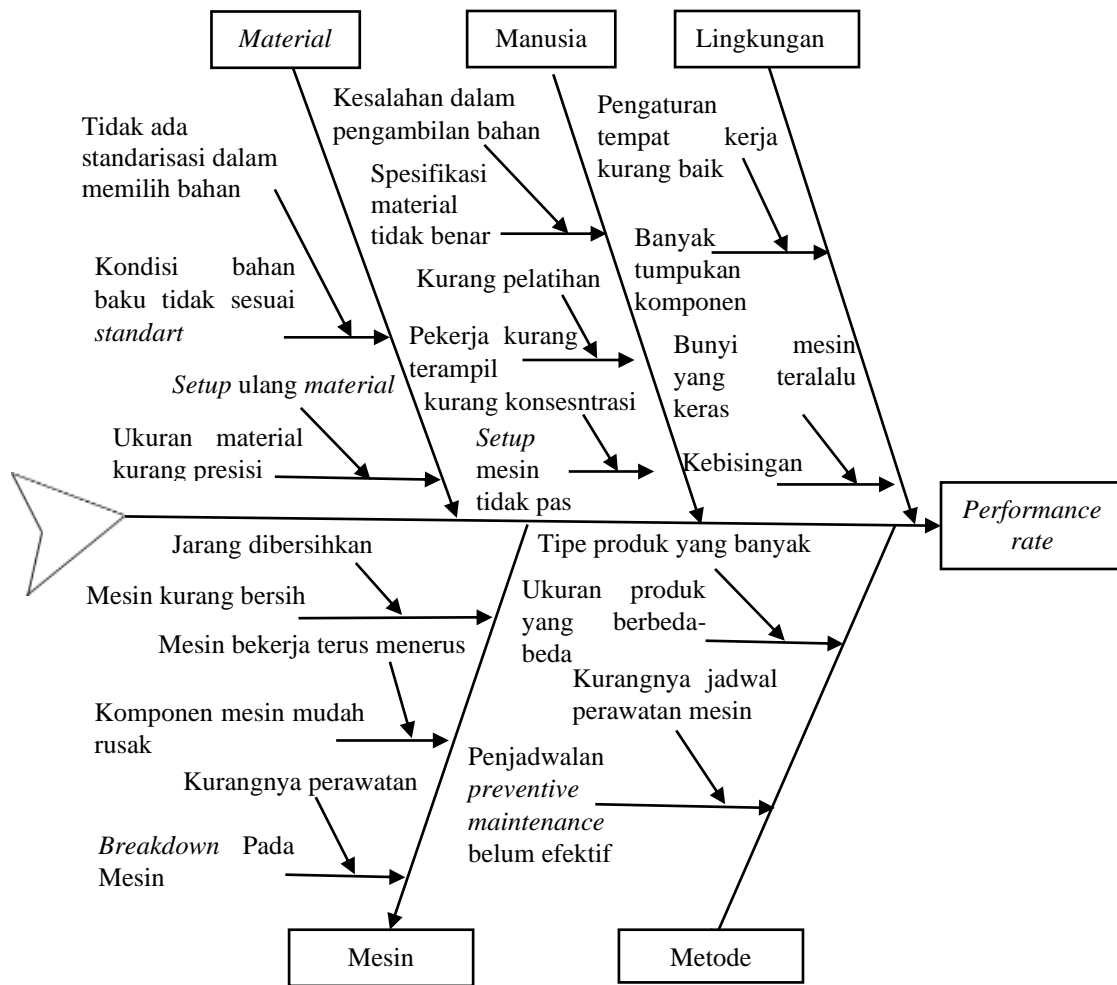 Material
Manusia
Lingkungan
Kesalahan dalam
pengambilan bahan
Pengaturan
tempat kerja
kurang baik
Tidak ada
standarisasi dalam
memilih bahan
Spesifikasi
material
tidak benar
Banyak
tumpukan
komponen
Kondisi bahan
baku tidak sesuai
standart
Kurang pelatihan
Pekerja kurang
terampil
Bunyi mesin
yang teralalu
keras
Setup ulang material
kurang konsesntrasi
Ukuran material
kurang presisi
Setup
mesin
tidak pas
Kebisingan
Performance
rate
Jarang dibersihkan
Tipe produk yang banyak
Mesin kurang bersih
Ukuran produk
yang berbeda-
beda
Mesin bekerja terus menerus
Kurangnya jadwal
perawatan mesin
Komponen mesin mudah
rusak
Penjadwalan
preventive
maintenance
belum efektif
Kurangnya perawatan
Breakdown Pada
Mesin
Mesin
Metode